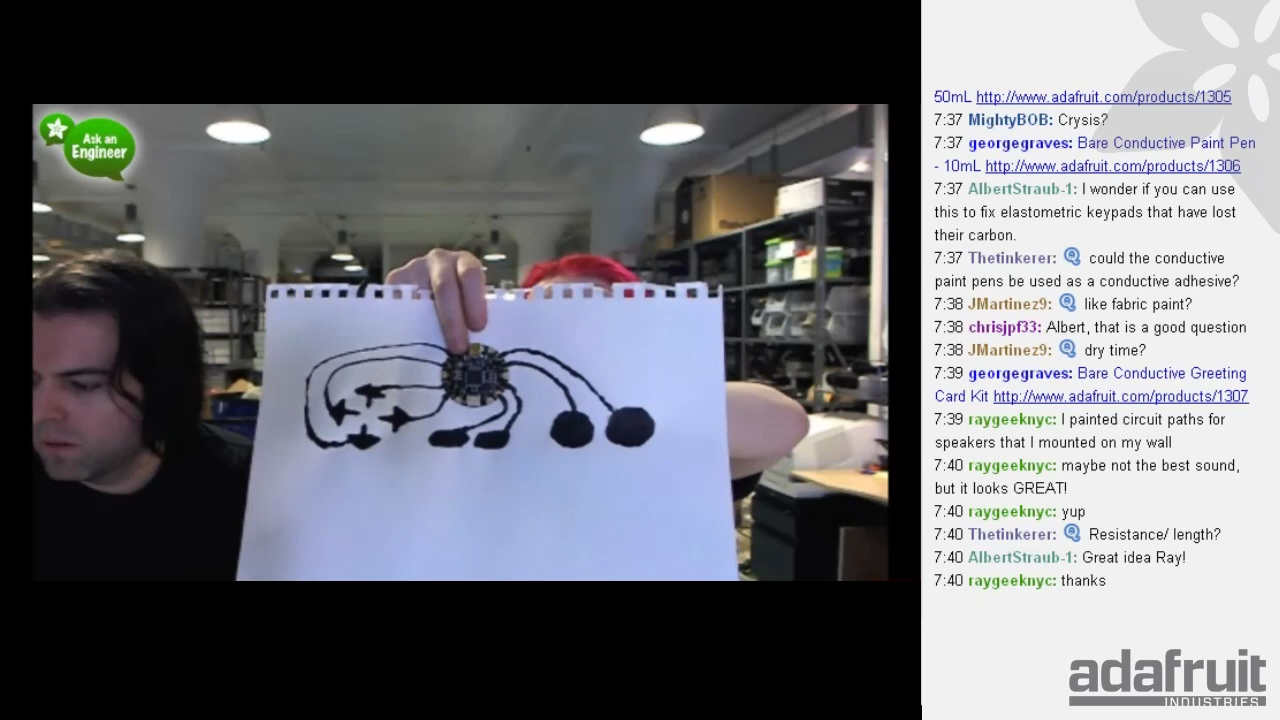 Ask an
Engineer
50mL http://www.adafruit.com/products/1305
7:37 MightyBOB: Crysis?
7:37 georgegraves: Bare Conductive Paint Pen
- 10mL http://www.adafruit.com/products/1306
7:37 AlbertStraub-1: I wonder if you can use
this to fix elastometric keypads that have lost
their carbon.
7:37 Thetinkerer: could the conductive
paint pens be used as a conductive adhesive?
7:38 JMartinez9: like fabric paint?
7:38 chrisjpf33: Albert, that is a good question
7:38 JMartinez9: dry time?
7:39 georgegraves: Bare Conductive Greeting
Card Kit http://www.adafruit.com/products/1307
7:39 raygeeknyc: I painted circuit paths for
speakers that I mounted on my wall
7:40 raygeeknyc: maybe not the best sound,
but it looks GREAT!
7:40 raygeeknyc: yup
7:40 Thetinkerer: Resistance/ length?
7:40 AlbertStraub-1: Great idea Ray!
7:40 raygeeknyc: thanks
adafruit
INDUSTRIES